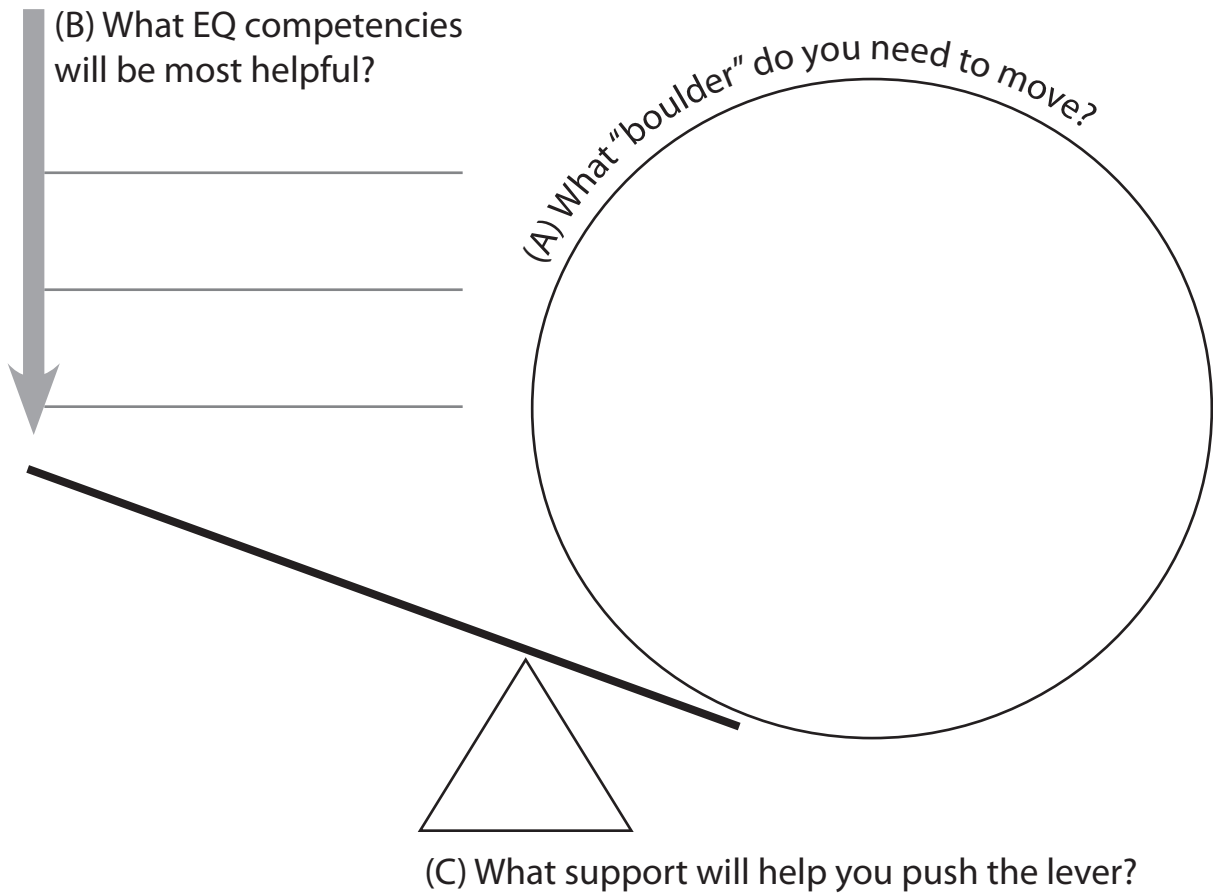 (B) What EQ competencies
will be most helpful?
(A) What “boulder” do you need to move?
(C) What support will help you push the lever?